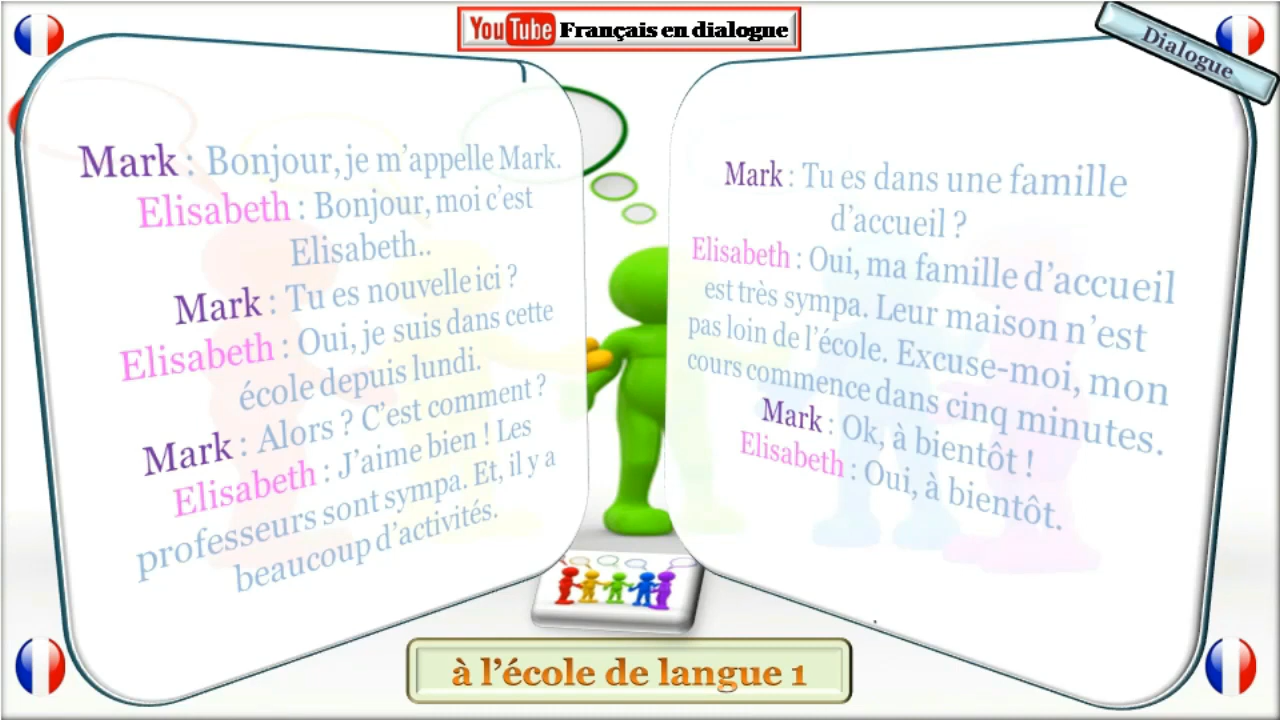 YouTube Français en dialogue
Dialogue
Mark : Bonjour, je m’appelle Mark.
Elisabeth : Bonjour, moi c’est
Elisabeth..
Mark : Tu es nouvelle ici ?
Elisabeth : Oui, je suis dans cette
école depuis lundi.
Mark : Alors ? C’est comment ?
Elisabeth : J’aime bien ! Les
professeurs sont sympa. Et, il y a
beaucoup d’activités.
Mark : Tu es dans une famille
d’accueil ?
Elisabeth : Oui, ma famille d’accueil
est très sympa. Leur maison n’est
pas loin de l’école. Excuse-moi, mon
cours commence dans cinq minutes.
Mark : Ok, à bientôt !
Elisabeth : Oui, à bientôt.
à l’école de langue 1